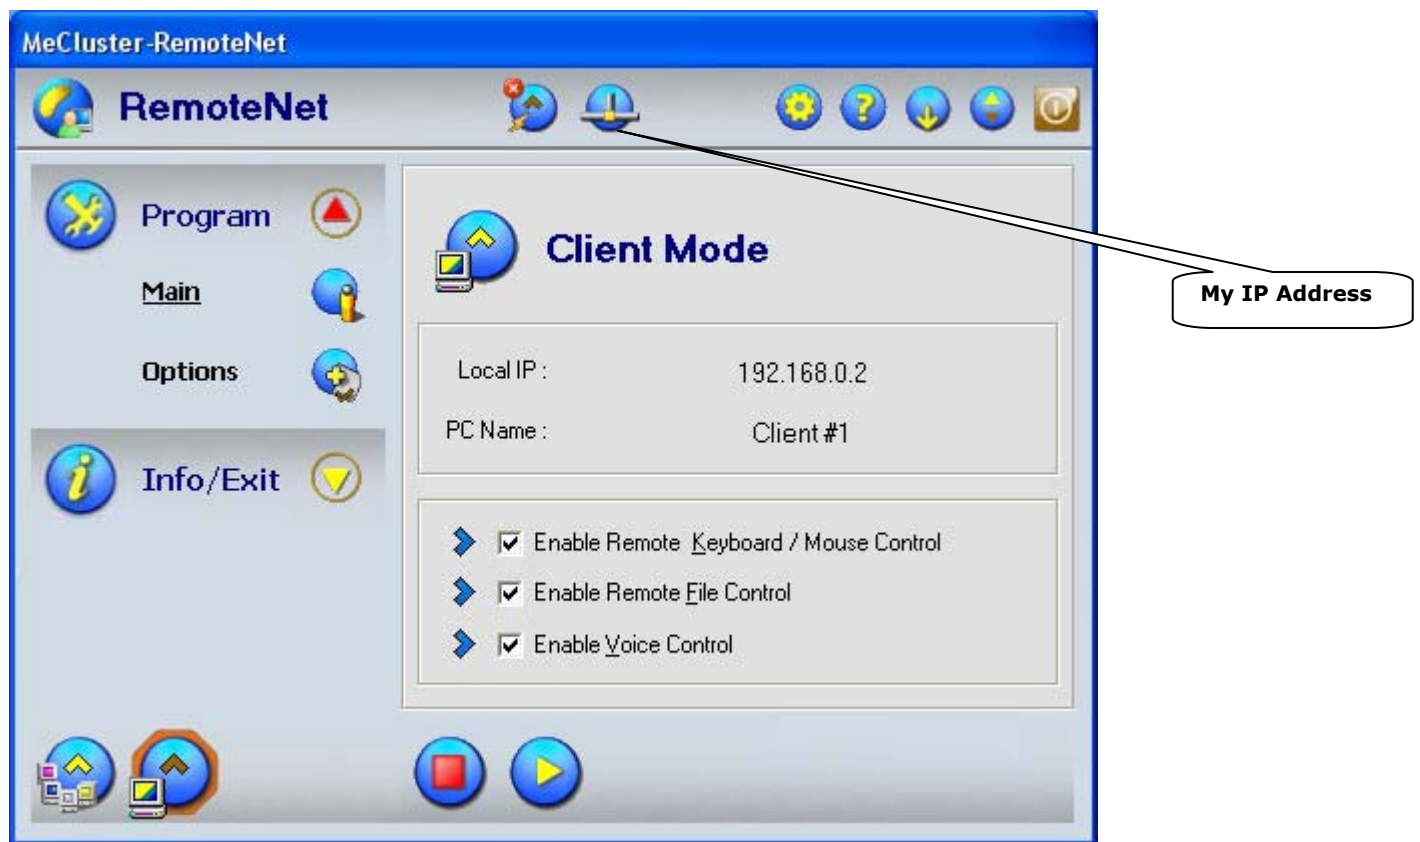 MeCluster-RemoteNet
RemoteNet
Program
Main
Options
Info/Exit
Client Mode
Local IP : 192.168.0.2
PC Name : Client #1
Enable Remote Keyboard / Mouse Control
Enable Remote File Control
Enable Voice Control
My IP Address